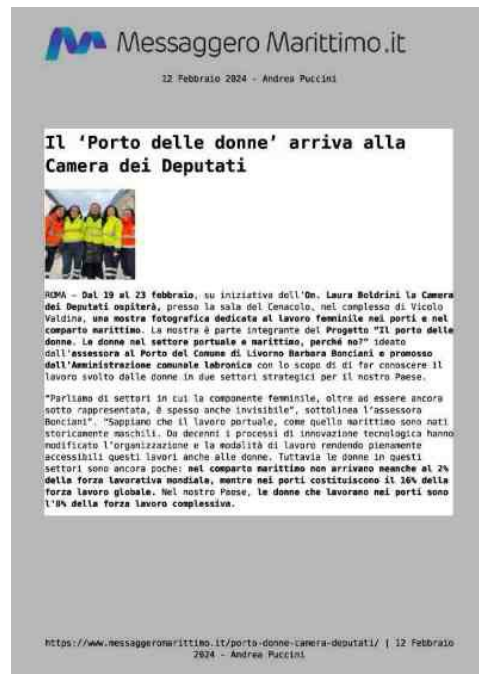 Messaggero Marittimo.it
12 Febbraio 2024 - Andrea Puccini
Il ‘Porto delle donne’ arriva alla
Camera dei Deputati
ROMA – Dal 19 al 23 febbraio, su iniziativa dell'On. Laura Boldrini la Camera
dei Deputati ospiterà, presso la sala del Cenacolo, nel complesso di Vicolo
Valdina, una mostra fotografica dedicata al lavoro femminile nei porti e nel
comparto marittimo. La mostra è parte integrante del Progetto “Il porto delle
donne. Le donne nel settore portuale e marittimo, perché no?” ideato
dall'assessora al Porto del Comune di Livorno Barbara Bonciani e promosso
dall'Amministrazione comunale labronica con lo scopo di di far conoscere il
lavoro svolto dalle donne in due settori strategici per il nostro Paese.
“Parliamo di settori in cui la componente femminile, oltre ad essere ancora
sotto rappresentata, è spesso anche invisibile”, sottolinea l'assessora
Bonciani”. “Sappiamo che il lavoro portuale, come quello marittimo sono nati
storicamente maschili. Da decenni i processi di innovazione tecnologica hanno
modificato l'organizzazione e la modalità di lavoro rendendo pienamente
accessibili questi lavori anche alle donne. Tuttavia le donne in questi
settori sono ancora poche: nel comparto marittimo non arrivano neanche al 2%
della forza lavorativa mondiale, mentre nei porti costituiscono il 16% della
forza lavoro globale. Nel nostro Paese, le donne che lavorano nei porti sono
l'8% della forza lavoro complessiva.
https://www.messaggeromarittimo.it/porto-donne-camera-deputati/ | 12 Febbraio
2024 - Andrea Puccini